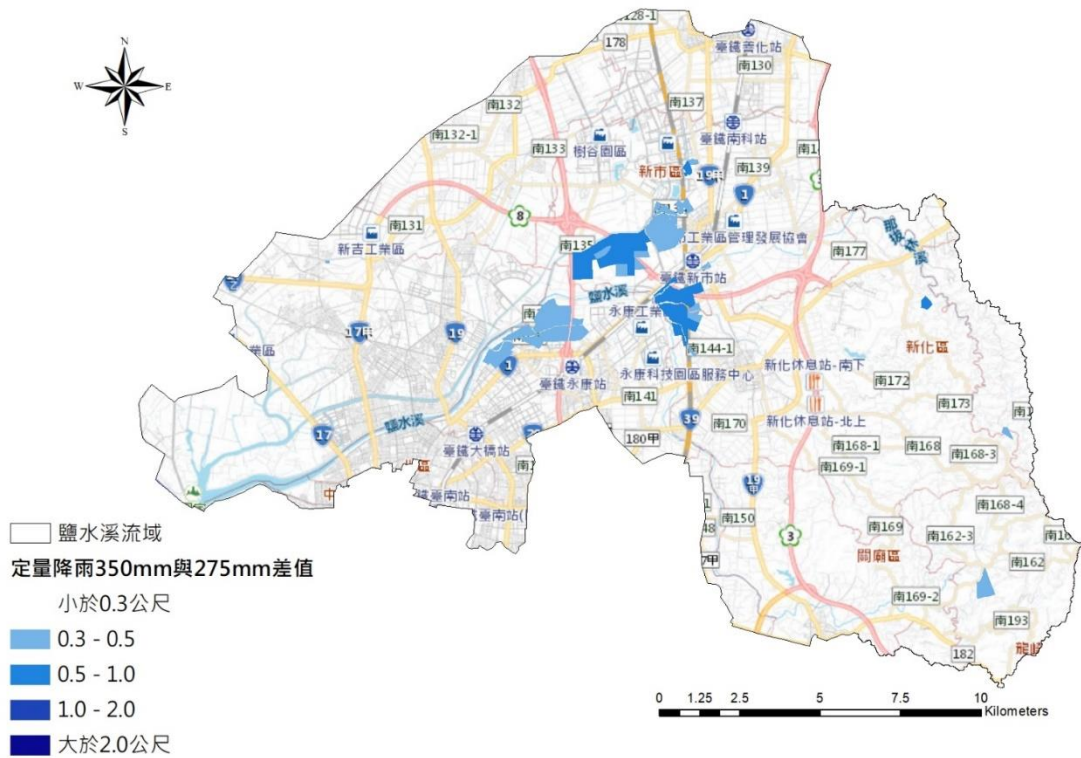 128-1
178
臺鐵善化站
N
W
E
S
南130
南132
南137
南132-1
南133
樹谷園區
臺鐵南科站
新市區
19甲
南139
1
8
南131
新吉工業區
南135
工業區管理發展協會
南177
那拔林溪
臺鐵新市站
鹽水溪
永康工業
17甲
19
業區
1
南144-1
新化區
臺鐵永康站
永康科技園區服務中心
新化休息站-南下
南172
南141
南173
39
南170
新化休息站-北上
17
鹽水溪
臺鐵大橋站
180甲
南168-1
南168
南168-3
南169-1
19甲
南168-4
南150
3
南169
南162-3
關廟區
南162
南169-2
南193
182
鹽水溪流域
定量降雨350mm與275mm差值
小於0.3公尺
0.3 - 0.5
0.5 - 1.0
1.0 - 2.0
大於2.0公尺
0 1.25 2.5 5 7.5 10
Kilometers